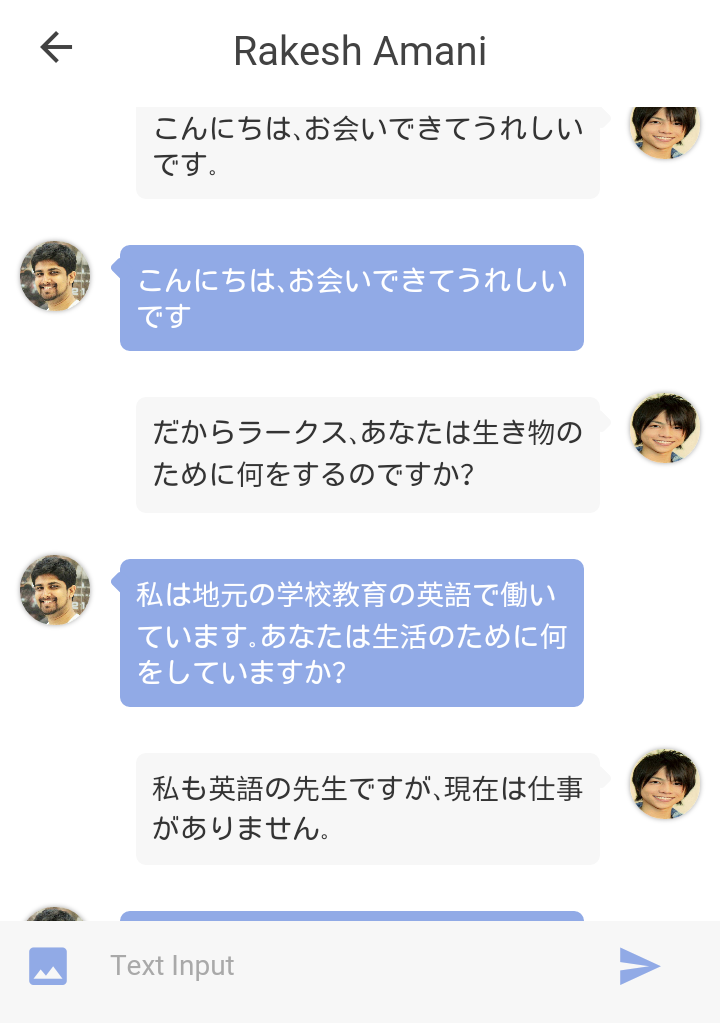 Rakesh Amani
こんにちは、お会いできてうれしい
です。
こんにちは、お会いできてうれしい
です
だからラークス、あなたは生き物の
ために何をするのですか?
私は地元の学校教育の英語で働い
ています。あなたは生活のために何
をしていますか?
私も英語の先生ですが、現在は仕事
がありません。
Text Input